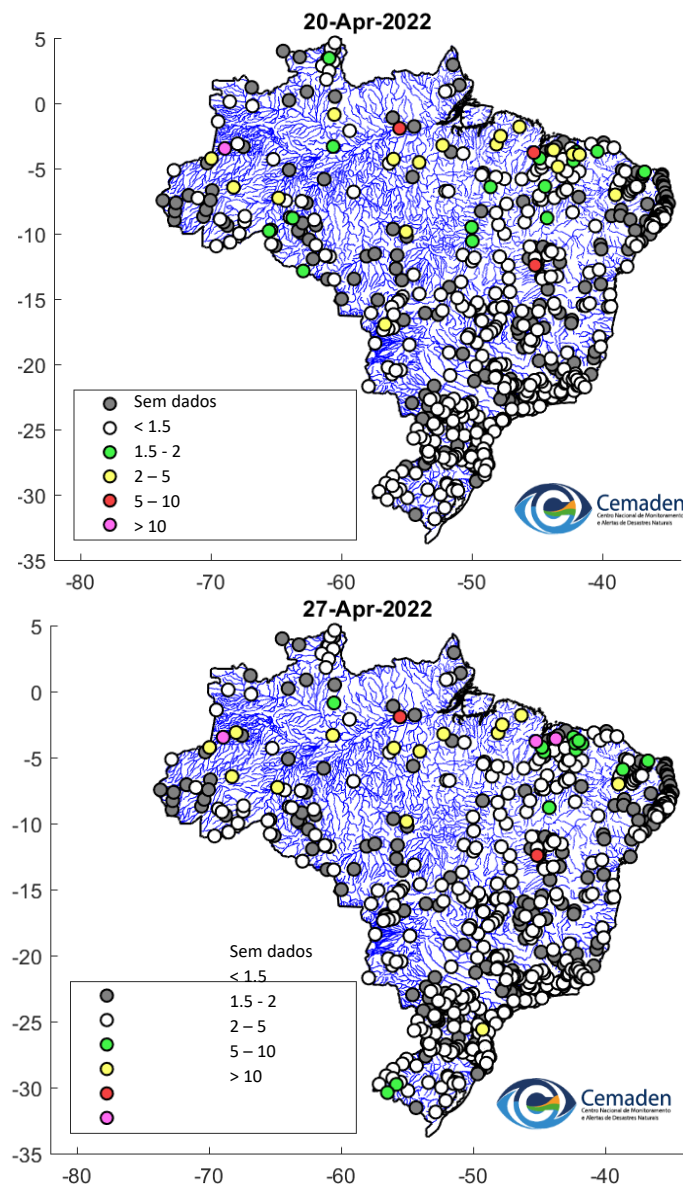 20-Apr-2022
5
0
-5
-10
-15
-20
-25
-30
-35
Sem dados
< 1.5
1.5 - 2
2 – 5
5 – 10
> 10
Cemaden
Centro Nacional de Monitoramento
e Alertas de Desastres Naturais
-80 -70 -60 -50 -40
27-Apr-2022
5
0
-5
-10
-15
-20
-25
-30
-35
Sem dados
< 1.5
1.5 - 2
2 – 5
5 – 10
> 10
Cemaden
Centro Nacional de Monitoramento
e Alertas de Desastres Naturais
-80 -70 -60 -50 -40